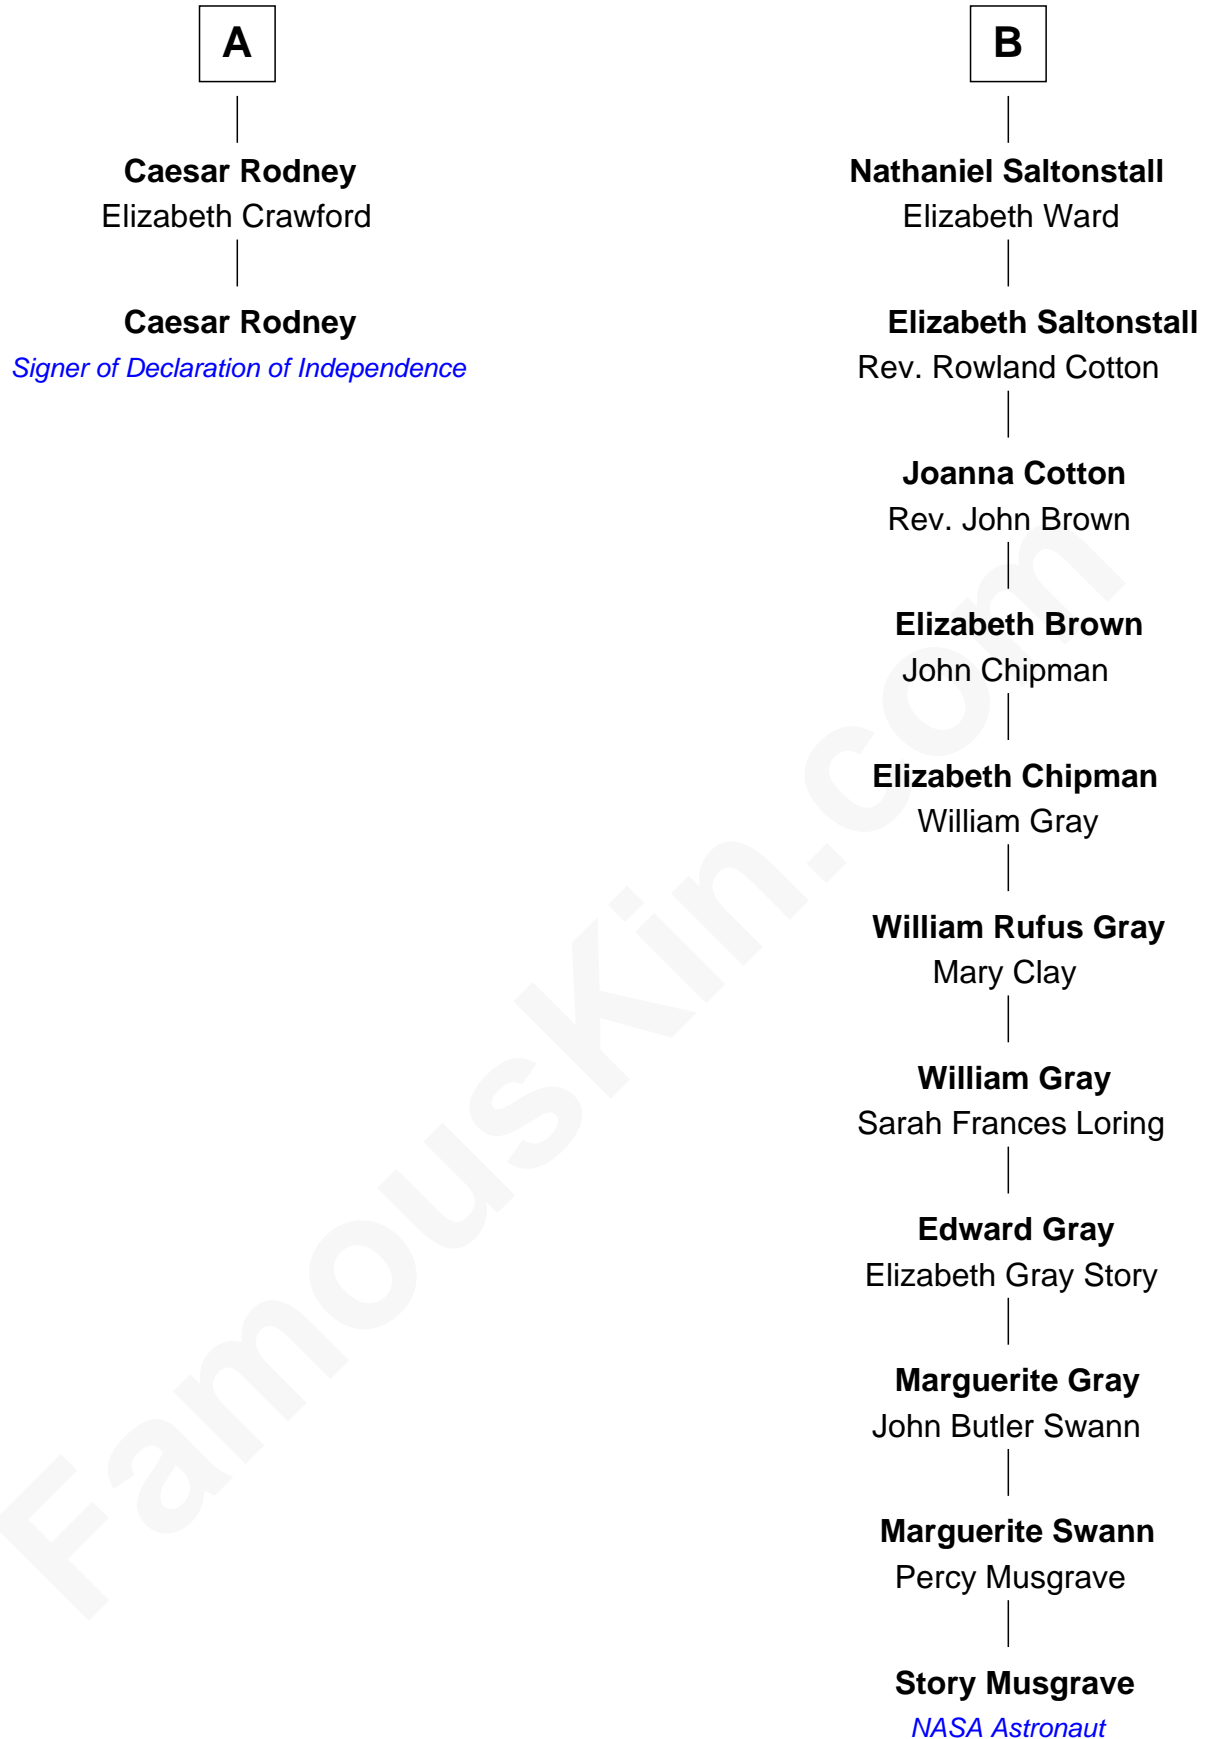 A
Caesar Rodney
Elizabeth Crawford
Caesar Rodney
Signer of Declaration of Independence
B
Nathaniel Saltonstall
Elizabeth Ward
Elizabeth Saltonstall
Rev. Rowland Cotton
Joanna Cotton
Rev. John Brown
Elizabeth Brown
John Chipman
Elizabeth Chipman
William Gray
William Rufus Gray
Mary Clay
William Gray
Sarah Frances Loring
Edward Gray
Elizabeth Gray Story
Marguerite Gray
John Butler Swann
Marguerite Swann
Percy Musgrave
Story Musgrave
NASA Astronaut
FamousKin.com